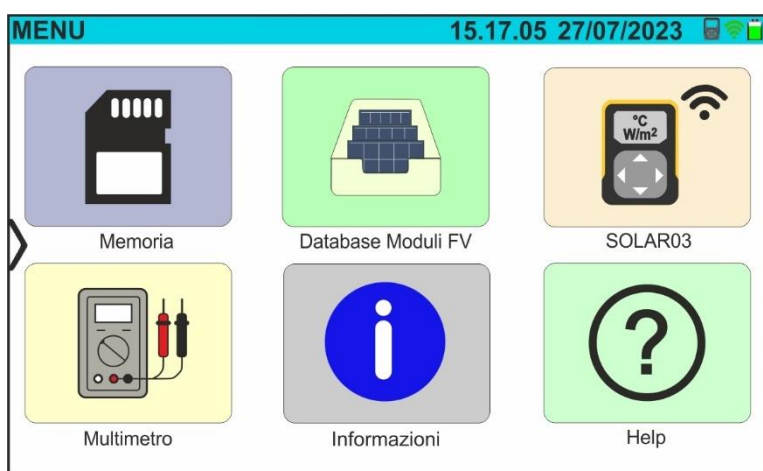 MENU 15.17.05 27/07/2023
°C
W/m²
Memoria Database Moduli FV SOLAR03
i ?
Multimetro Informazioni Help